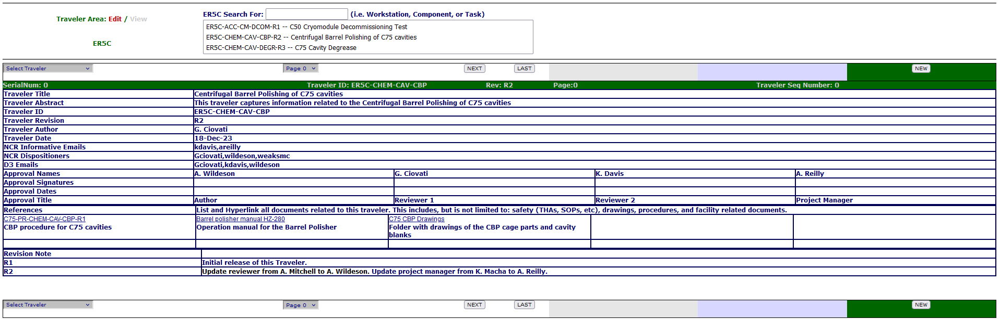 Traveler Area: Edit / View
ER5C
ER5C Search For: (i.e. Workstation, Component, or Task)
ER5C-ACC-CM-DCOM-R1 -- C50 Cryomodule Decommissioning Test
ER5C-CHEM-CAV-CBP-R2 -- Centrifugal Barrel Polishing of C75 cavities
ER5C-CHEM-CAV-DEGR-R3 -- C75 Cavity Degrease
Select Traveler Page 0 NEXT LAST NEW
SerialNum: 0 Traveler ID: ER5C-CHEM-CAV-CBP Rev: R2 Page:0 Traveler Seq Number: 0
Traveler Title Centrifugal Barrel Polishing of C75 cavities
Traveler Abstract This traveler captures information related to the Centrifugal Barrel Polishing of C75 cavities
Traveler ID ER5C-CHEM-CAV-CBP
Traveler Revision R2
Traveler Author G. Ciovati
Traveler Date 18-Dec-23
NCR Informative Emails kdavis,areilly
NCR Dispositioners Gciovati,wildeson,weaksmc
D3 Emails Gciovati,kdavis,wildeson
Approval Names A. Wildeson G. Ciovati K. Davis A. Reilly
Approval Signatures
Approval Dates
Approval Title Author Reviewer 1 Reviewer 2 Project Manager
References List and Hyperlink all documents related to this traveler. This includes, but is not limited to: safety (THAs, SOPs, etc), drawings, procedures, and facility related documents.
C75-PR-CHEM-CAV-CBP-R1 Barrel polisher manual HZ-280 C75 CBP Drawings
CBP procedure for C75 cavities Operation manual for the Barrel Polisher Folder with drawings of the CBP cage parts and cavity
blanks
Revision Note
R1 Initial release of this Traveler.
R2 Update reviewer from A. Mitchell to A. Wildeson. Update project manager from K. Macha to A. Reilly.
Select Traveler Page 0 NEXT LAST NEW